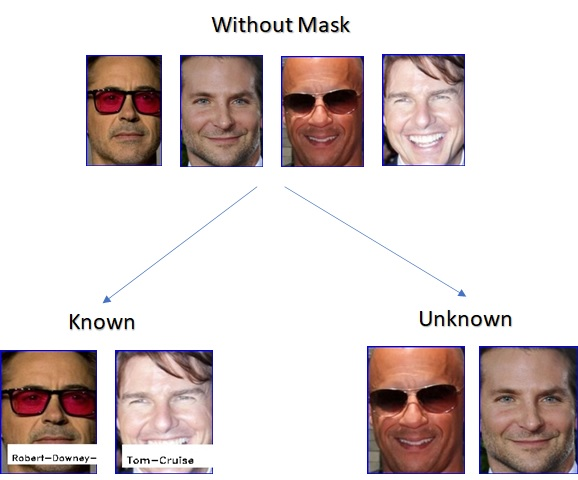 Without Mask
Known
Unknown
Robert-Downey-
Tom-Cruise